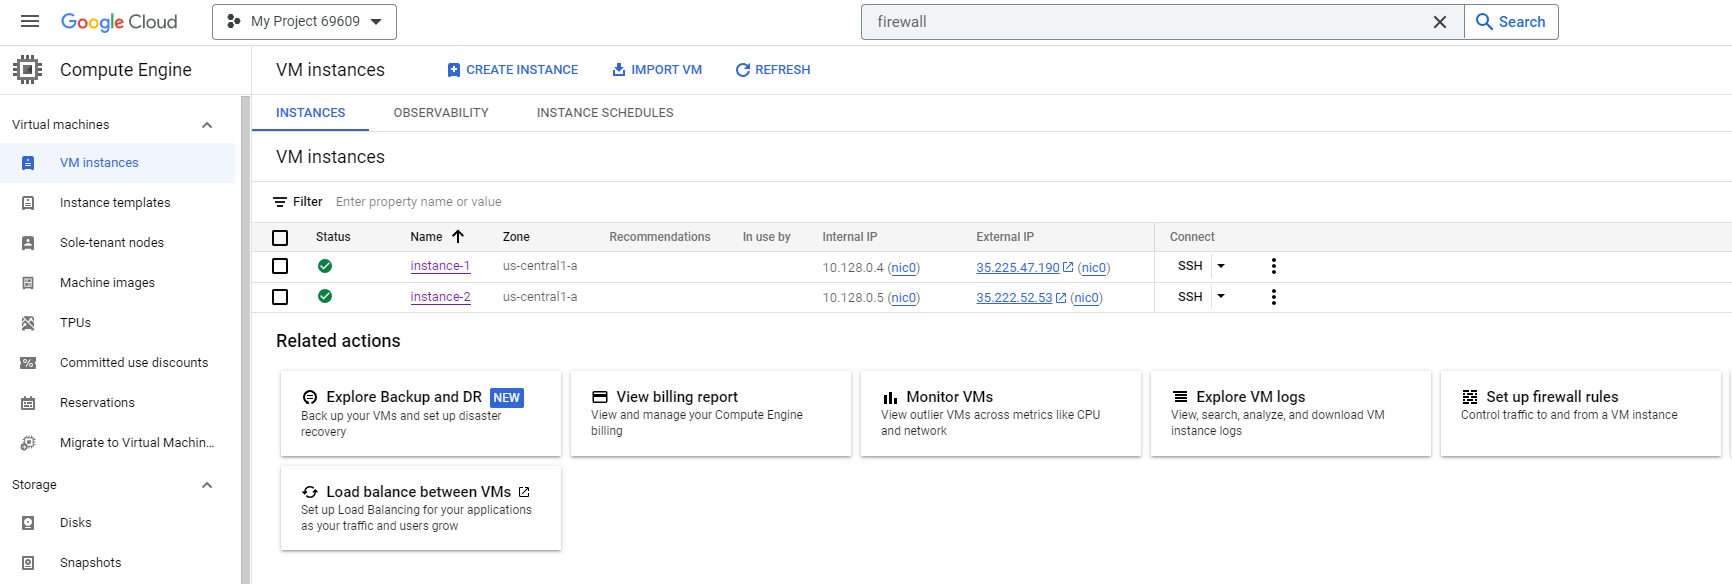 Google Cloud
My Project 69609
firewall
Search
Compute Engine
VM instances
CREATE INSTANCE
IMPORT VM
REFRESH
INSTANCES
OBSERVABILITY
INSTANCE SCHEDULES
Virtual machines
VM instances
Instance templates
Sole-tenant nodes
Machine images
TPUs
Committed use discounts
Reservations
Migrate to Virtual Machin...
Storage
Disks
Snapshots
VM instances
Filter Enter property name or value
Status Name Zone Recommendations In use by Internal IP External IP Connect
instance-1 us-central1-a 10.128.0.4 (nic0) 35.225.47.190 (nic0) SSH
instance-2 us-central1-a 10.128.0.5 (nic0) 35.222.52.53 (nic0) SSH
Related actions
Explore Backup and DR NEW
Back up your VMs and set up disaster
recovery
View billing report
View and manage your Compute Engine
billing
Monitor VMs
View outlier VMs across metrics like CPU
and network
Explore VM logs
View, search, analyze, and download VM
instance logs
Set up firewall rules
Control traffic to and from a VM instance
Load balance between VMs
Set up Load Balancing for your applications
as your traffic and users grow